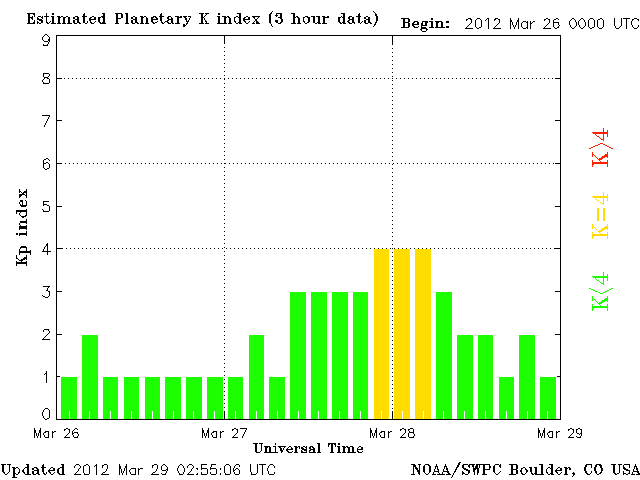 Estimated Planetary K index (3 hour data) Begin: 2012 Mar 26 0000 UTC
9
8
7
6
5
4
3
2
1
0
Kp index
K>4
K=4
K<4
Mar 26 Mar 27 Mar 28 Mar 29
Universal Time
Updated 2012 Mar 29 02:55:06 UTC NOAA/SWPC Boulder, CO USA